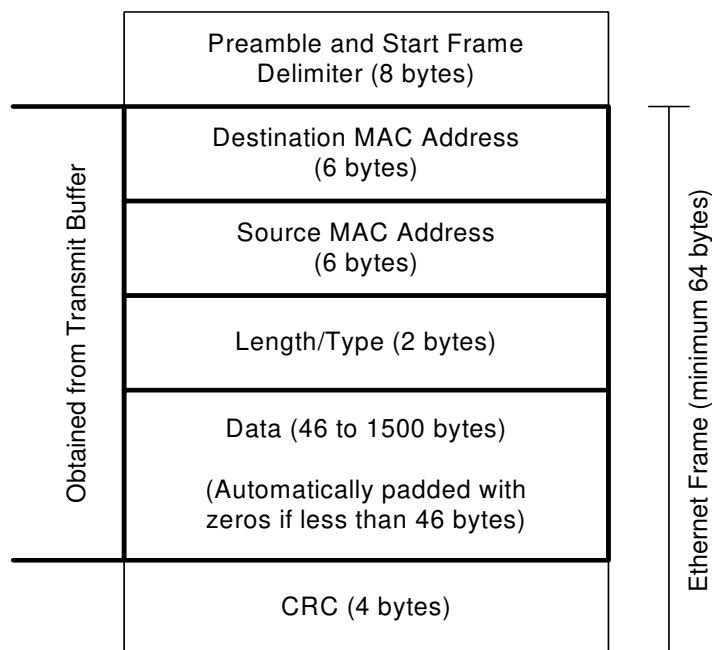 Preamble and Start Frame
Delimiter (8 bytes)
Destination MAC Address
(6 bytes)
Source MAC Address
(6 bytes)
Length/Type (2 bytes)
Data (46 to 1500 bytes)
(Automatically padded with
zeros if less than 46 bytes)
CRC (4 bytes)
Obtained from Transmit Buffer
Ethernet Frame (minimum 64 bytes)